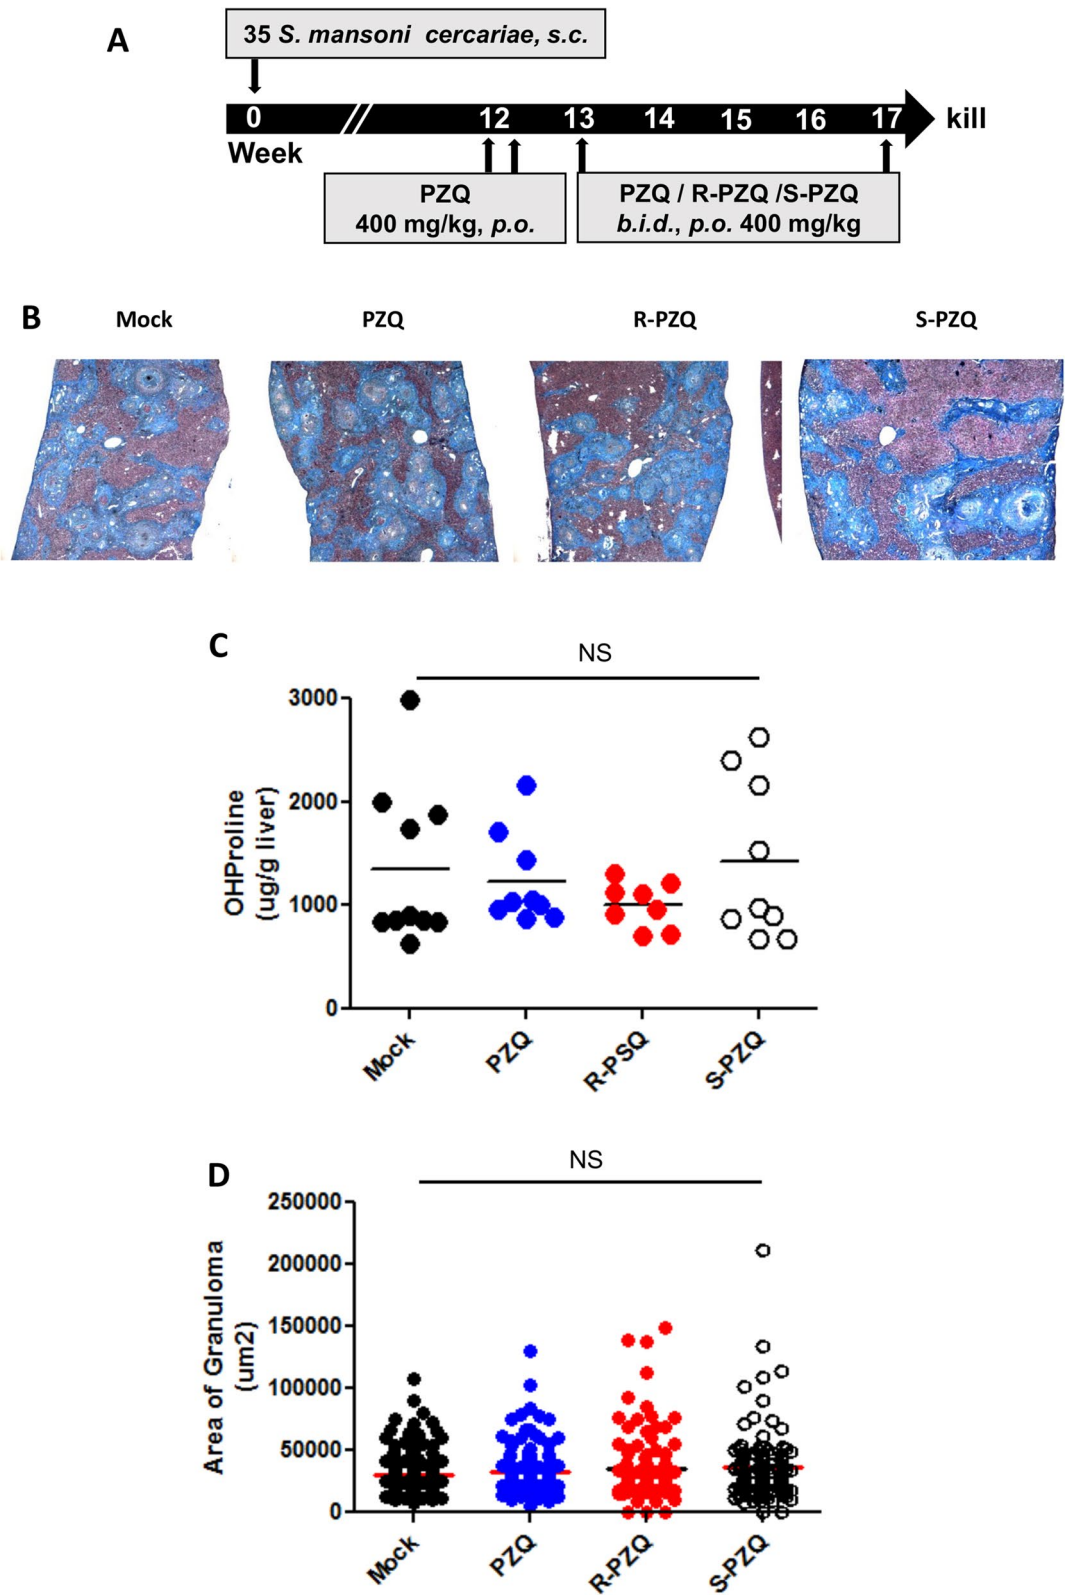 A
35 S. mansoni cercariae, s.c.
0 12 13 14 15 16 17 kill
Week
PZQ
400 mg/kg, p.o.
PZQ / R-PZQ /S-PZQ
b.i.d., p.o. 400 mg/kg
B
Mock PZQ R-PZQ S-PZQ
C
NS
OHProline
(ug/g liver)
3000
2000
1000
0
Mock PZQ R-PSQ S-PZQ
D
NS
Area of Granuloma
(um2)
250000
200000
150000
100000
50000
0
Mock PZQ R-PZQ S-PZQ